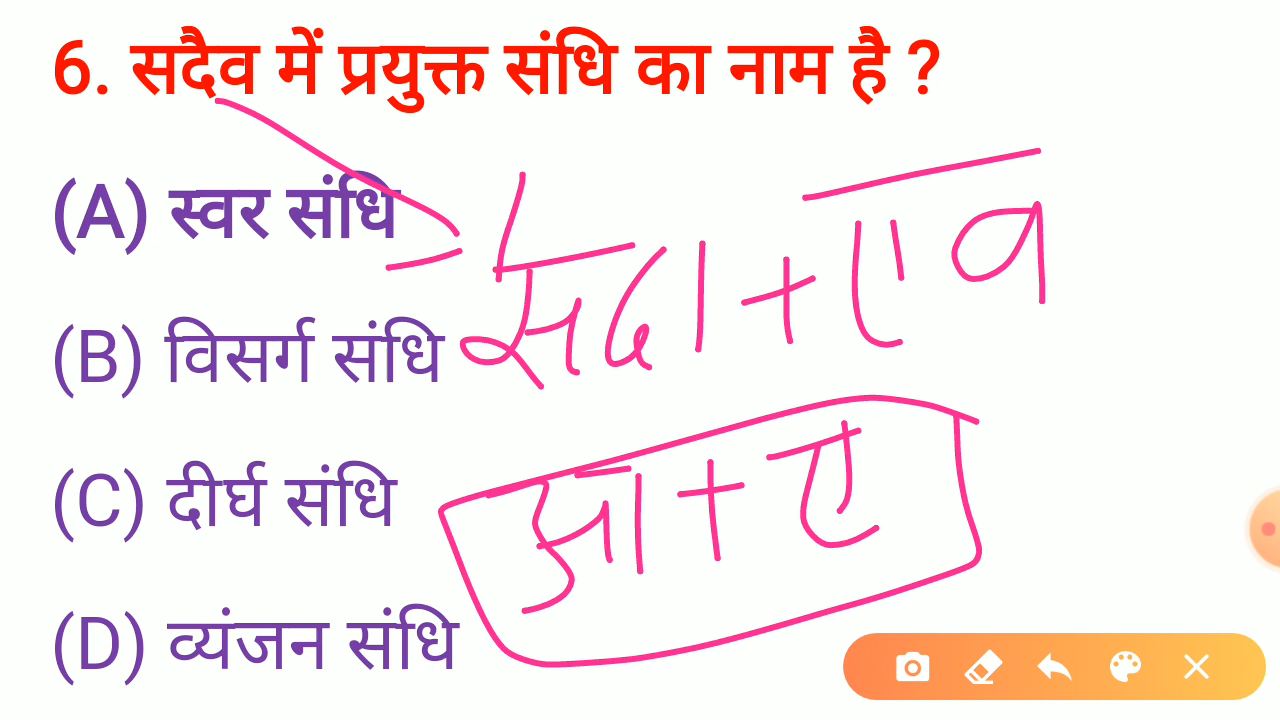 6. सदैव में प्रयुक्त संधि का नाम है ?
(A) स्वर संधि
सदा + एव
(B) विसर्ग संधि
(C) दीर्घ संधि
आ + ए
(D) व्यंजन संधि